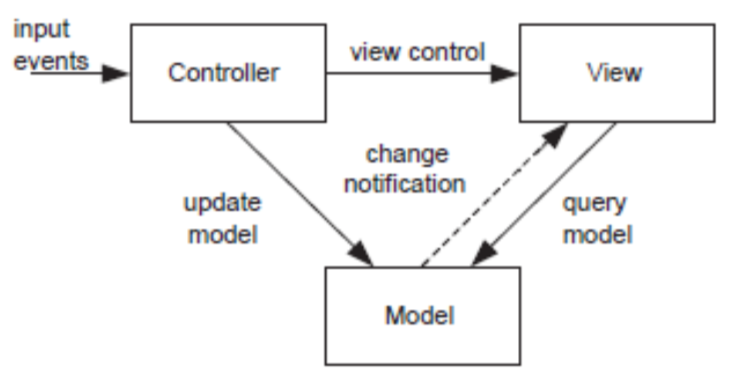 input
events
Controller
view control
View
change
notification
update
model
query
model
Model